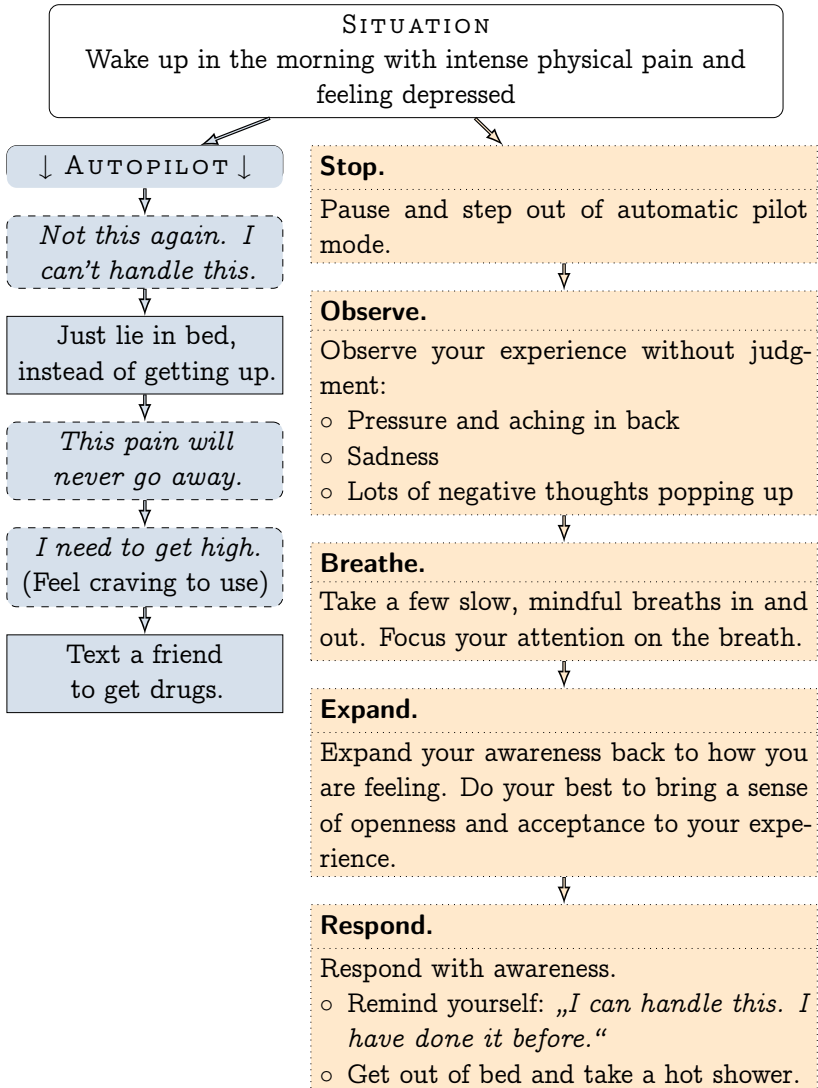 SITUATION
Wake up in the morning with intense physical pain and
feeling depressed
↓ AUTOPILOT ↓
Not this again. I
can't handle this.
Just lie in bed,
instead of getting up.
This pain will
never go away.
I need to get high.
(Feel craving to use)
Text a friend
to get drugs.
Stop.
Pause and step out of automatic pilot
mode.
Observe.
Observe your experience without judg-
ment:
○ Pressure and aching in back
○ Sadness
○ Lots of negative thoughts popping up
Breathe.
Take a few slow, mindful breaths in and
out. Focus your attention on the breath.
Expand.
Expand your awareness back to how you
are feeling. Do your best to bring a sense
of openness and acceptance to your expe-
rience.
Respond.
Respond with awareness.
○ Remind yourself: „I can handle this. I
have done it before.“
○ Get out of bed and take a hot shower.